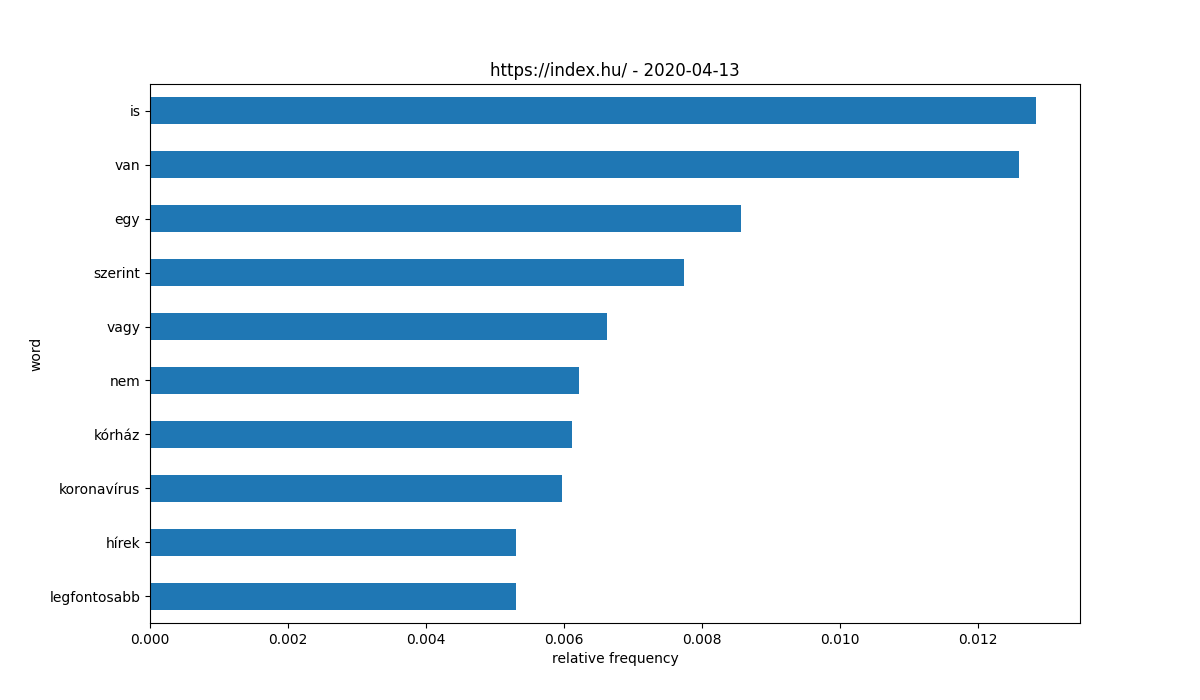 https://index.hu/ - 2020-04-13
is
van
egy
szerint
vagy
nem
kórház
koronavírus
hírek
legfontosabb
word
0.000 0.002 0.004 0.006 0.008 0.010 0.012
relative frequency